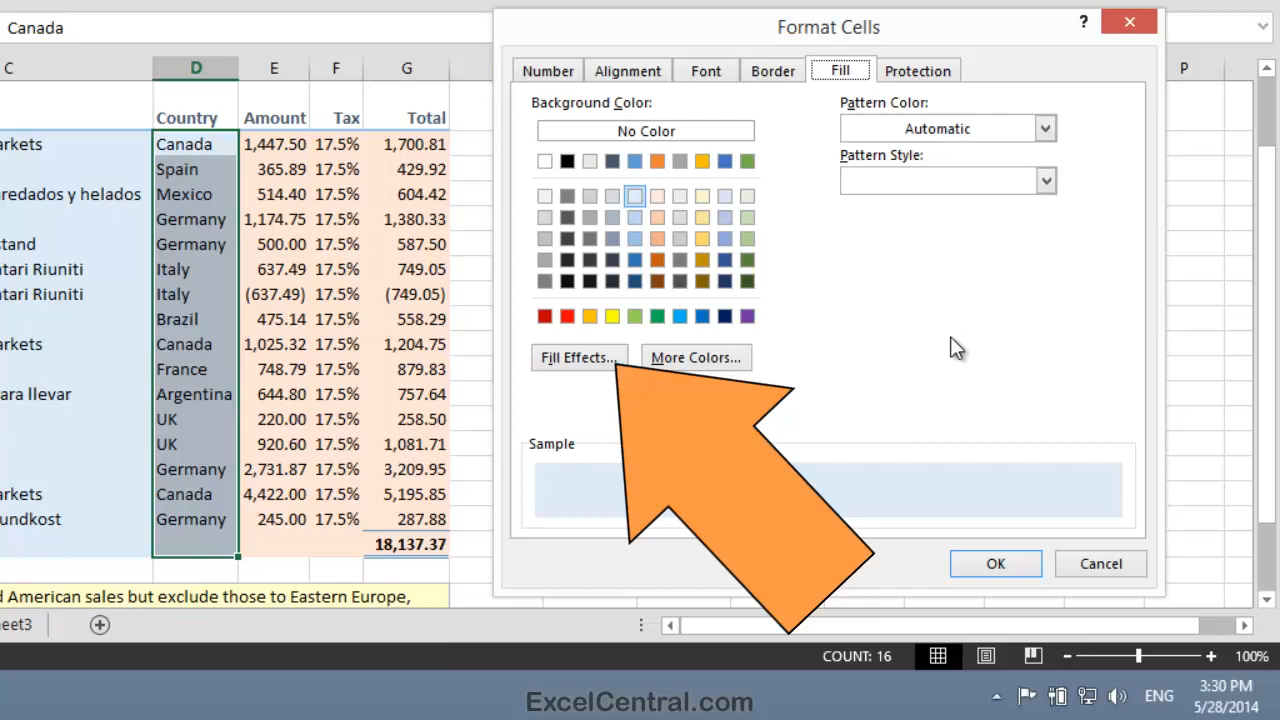 Canada
Format Cells
?
C D E F G P
Number Alignment Font Border Fill Protection
Background Color:
No Color
Pattern Color:
Automatic
Pattern Style:
Fill Effects... More Colors...
Sample
OK Cancel
Country Amount Tax Total
arkets Canada 1,447.50 17.5% 1,700.81
Spain 365.89 17.5% 429.92
redados y helados Mexico 514.40 17.5% 604.42
Germany 1,174.75 17.5% 1,380.33
stand Germany 500.00 17.5% 587.50
tari Riuniti Italy 637.49 17.5% 749.05
tari Riuniti Italy (637.49) 17.5% (749.05)
Brazil 475.14 17.5% 558.29
arkets Canada 1,025.32 17.5% 1,204.75
France 748.79 17.5% 879.83
ara llevar Argentina 644.80 17.5% 757.64
UK 220.00 17.5% 258.50
UK 920.60 17.5% 1,081.71
Germany 2,731.87 17.5% 3,209.95
arkets Canada 4,422.00 17.5% 5,195.85
undkost Germany 245.00 17.5% 287.88
18,137.37
d American sales but exclude those to Eastern Europe,
eet3
COUNT: 16 100%
ENG 3:30 PM
5/28/2014
ExcelCentral.com